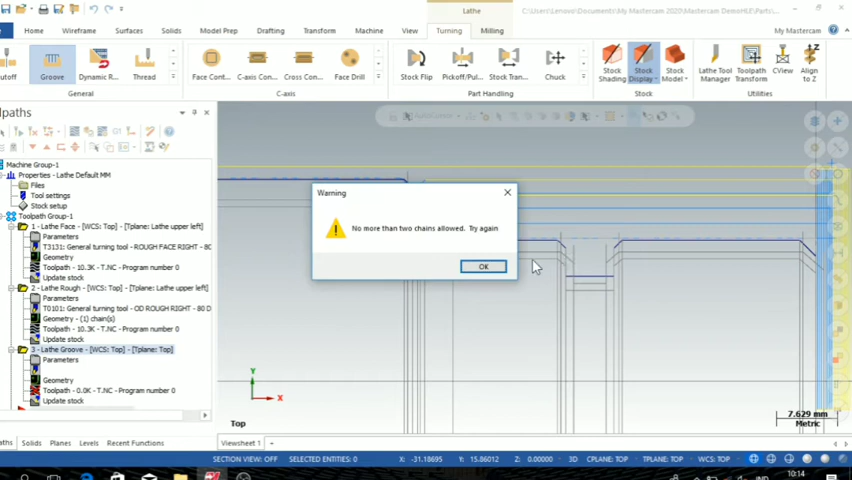 Lathe
C:\Users\Lenovo\Documents\My Mastercam 2020\Mastercam Demo
Home Wireframe Surfaces Solids Model Prep Drafting Transform Machine View Turning Milling My Mastercam
Groove Dynamic R... Thread Face Cont... C-axis Cont... Cross Con... Face Drill Stock Flip Pickoff/Pul... Stock Tran... Chuck Stock Shading Stock Display Stock Model Lathe Tool Manager Toolpath Transform CView Align to Z
General C-axis Part Handling Stock Utilities
Machine Group-1
Properties - Lathe Default MM
Files
Tool settings
Stock setup
Toolpath Group-1
1 - Lathe Face - [WCS: Top] - [Tplane: Lathe upper left]
Parameters
T3131: General turning tool - ROUGH FACE RIGHT - 80
Geometry
Toolpath - 10.3K - T.NC - Program number 0
Update stock
2 - Lathe Rough - [WCS: Top] - [Tplane: Lathe upper left]
Parameters
T0101: General turning tool - OD ROUGH RIGHT - 80 D
Geometry - (1) chain(s)
Toolpath - 10.3K - T.NC - Program number 0
Update stock
3 - Lathe Groove - [WCS: Top] - [Tplane: Top]
Parameters
Geometry
Toolpath - 0.0K - T.NC - Program number 0
Update stock
Warning
No more than two chains allowed. Try again
OK
Y
X
Top
7.629 mm
Metric
Solids Planes Levels Recent Functions
Viewsheet 1
SECTION VIEW: OFF SELECTED ENTITIES: 0 X: -31.18695 Y: 15.86012 Z: 0.00000 3D CPLANE: TOP TPLANE: TOP WCS: TOP
10:14